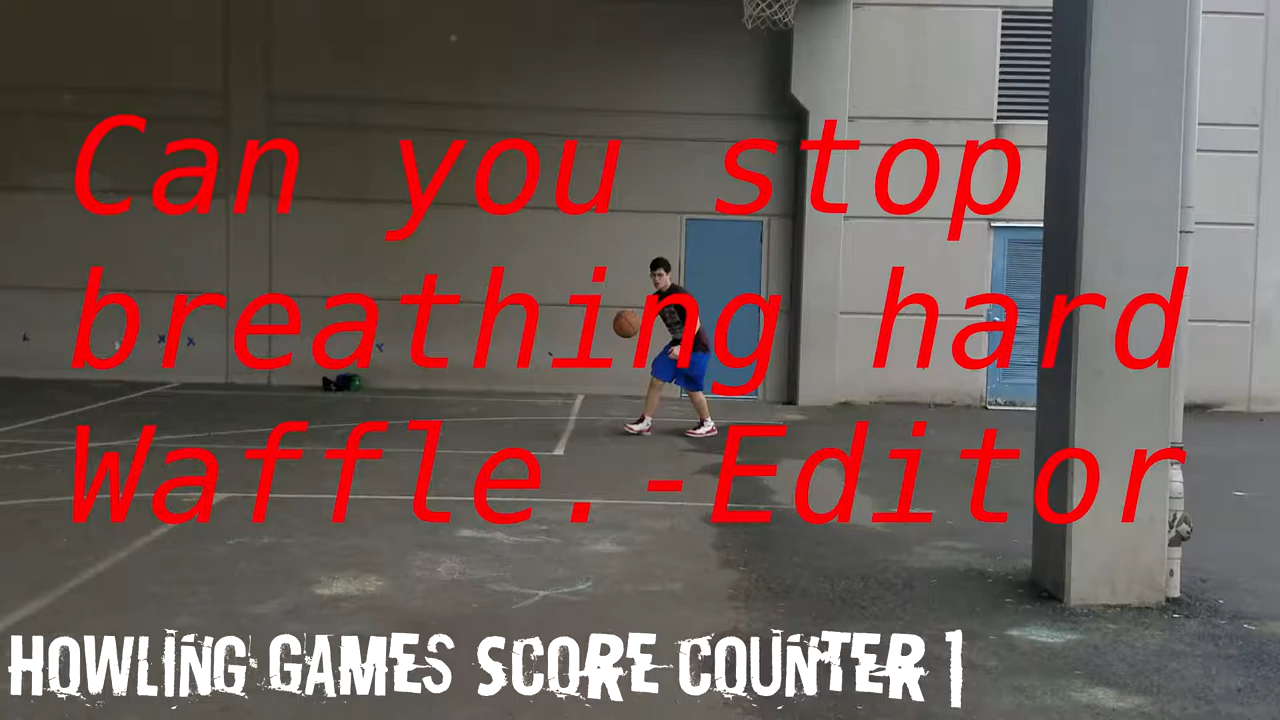 Can you stop
breathing hard
Waffle.-Editor
HOWLING GAMES SCORE COUNTER 1